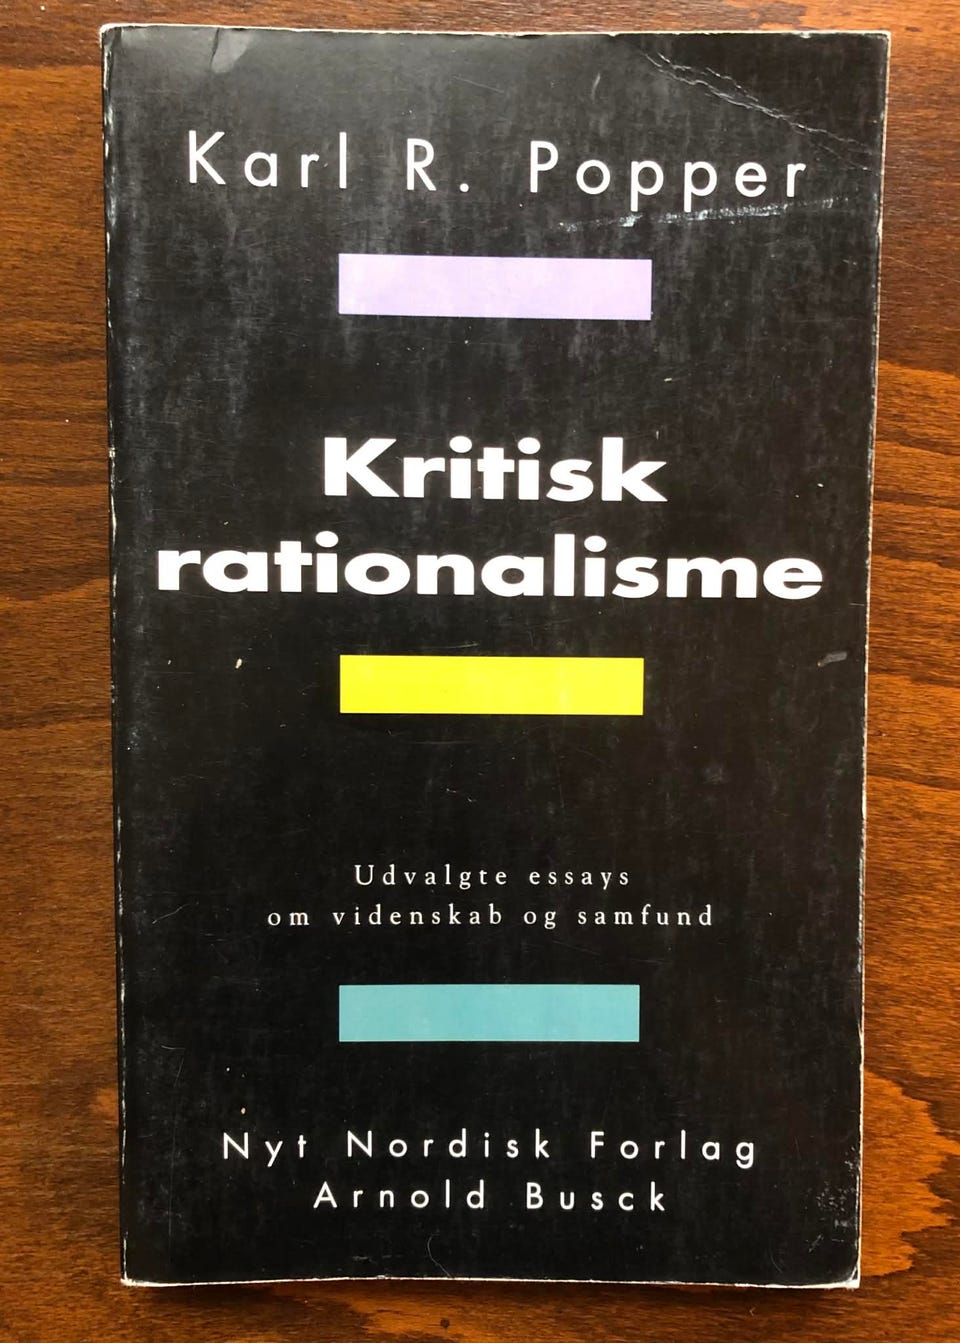 Karl R. Popper
Kritisk
rationalisme
Udvalgte essays
om videnskab og samfund
Nyt Nordisk Forlag
Arnold Busck